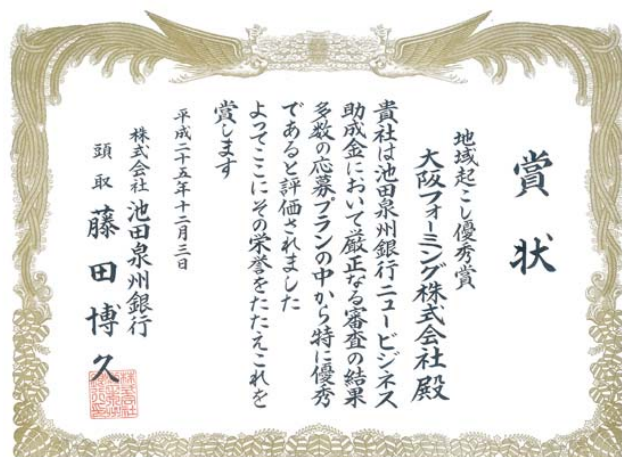 賞状
地域起こし優秀賞
大阪フォーミング株式会社殿
貴社は池田泉州銀行ニュービジネス
助成金において厳正なる審査の結果
多数の応募プランの中から特に優秀
であると評価されました
よってここにその栄誉をたたえこれを
賞します
平成二十五年十二月三日
株式会社池田泉州銀行
頭取 藤田博久